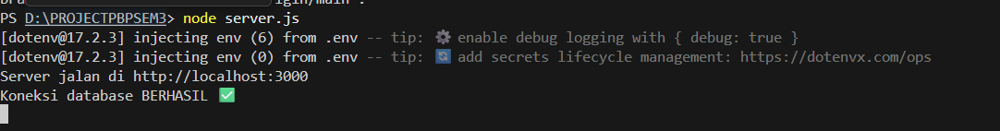 PS D:\PROJECTPBPSEM3> node server.js
[dotenv@17.2.3] injecting env (6) from .env -- tip: ⚙️ enable debug logging with { debug: true }
[dotenv@17.2.3] injecting env (0) from .env -- tip: 🔄 add secrets lifecycle management: https://dotenvx.com/ops
Server jalan di http://localhost:3000
Koneksi database BERHASIL ✅